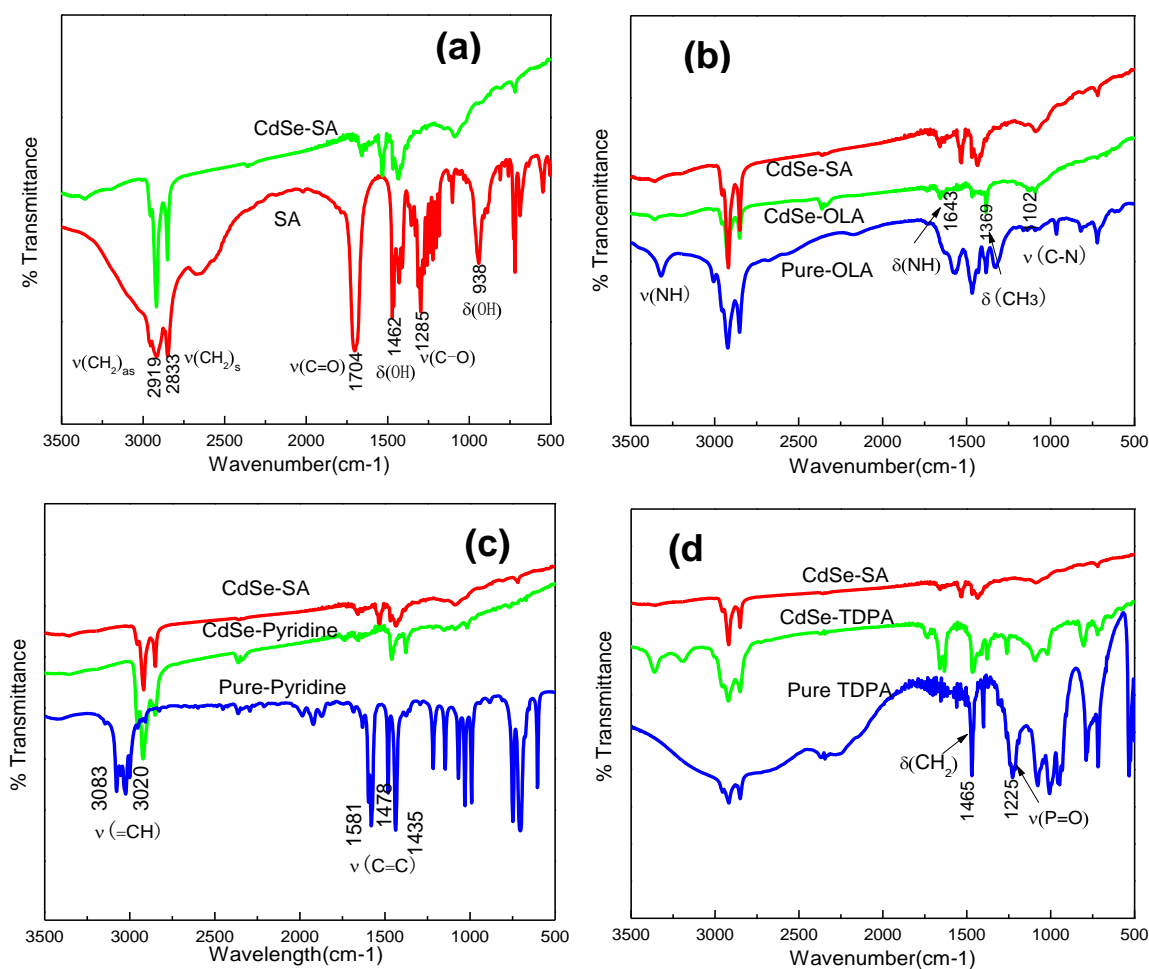 (a)
CdSe-SA
SA
938
δ(OH)
1462
1285
ν(CH2)as
2919
2833
ν(CH2)s
ν(C=O)
1704
δ(OH)
ν(C-O)
% Transmittance
3500 3000 2500 2000 1500 1000 500
Wavenumber(cm-1)
(b)
CdSe-SA
CdSe-OLA
1643
1369
1102
Pure-OLA
δ(NH)
ν(C-N)
ν(NH)
δ(CH3)
% Trancemittance
3500 3000 2500 2000 1500 1000 500
Wavenumber(cm-1)
(c)
CdSe-SA
CdSe-Pyridine
Pure-Pyridine
3083
3020
1581
1478
1435
ν(=CH)
ν(C=C)
% Transmittance
3500 3000 2500 2000 1500 1000 500
Wavelength(cm-1)
(d
CdSe-SA
CdSe-TDPA
Pure TDPA
δ(CH2)
1465
1225
ν(P=O)
% Transmittance
3500 3000 2500 2000 1500 1000 500
Wavenumber(cm-1)